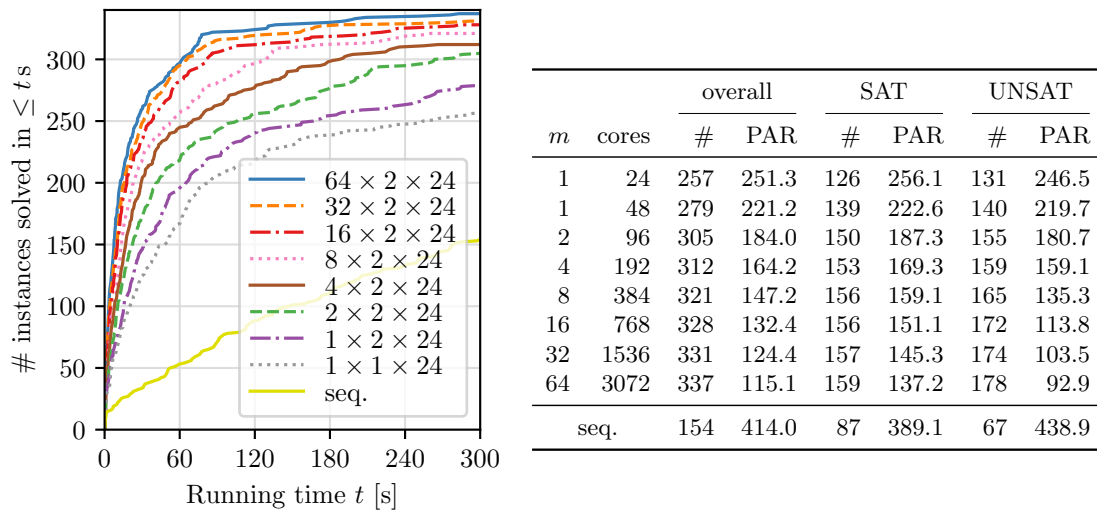 # instances solved in ≤ t s
300
250
200
150
100
50
0
0 60 120 180 240 300
Running time t [s]
64 × 2 × 24
32 × 2 × 24
16 × 2 × 24
8 × 2 × 24
4 × 2 × 24
2 × 2 × 24
1 × 2 × 24
1 × 1 × 24
seq.
overall SAT UNSAT
m cores # PAR # PAR # PAR
1 24 257 251.3 126 256.1 131 246.5
1 48 279 221.2 139 222.6 140 219.7
2 96 305 184.0 150 187.3 155 180.7
4 192 312 164.2 153 169.3 159 159.1
8 384 321 147.2 156 159.1 165 135.3
16 768 328 132.4 156 151.1 172 113.8
32 1536 331 124.4 157 145.3 174 103.5
64 3072 337 115.1 159 137.2 178 92.9
seq. 154 414.0 87 389.1 67 438.9